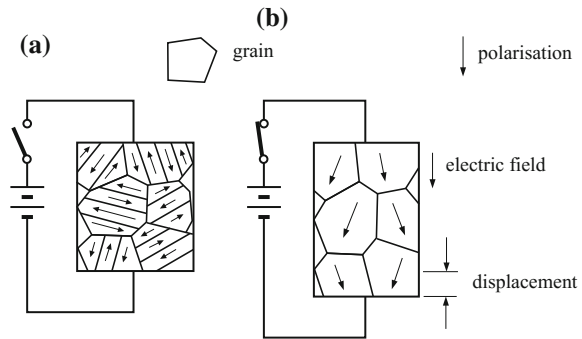 (a)
grain
(b)
polarisation
electric field
displacement